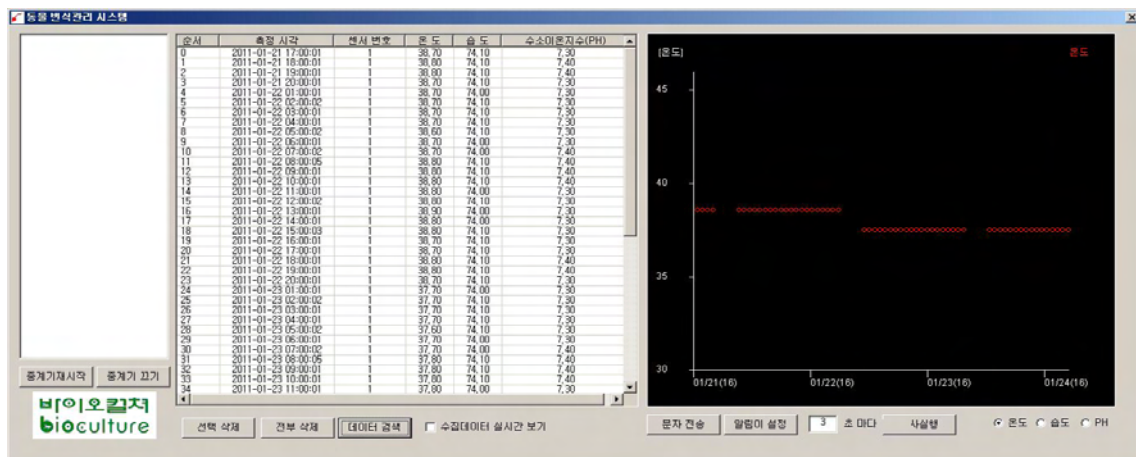 동물 번식관리 시스템
순서 측정 시각 센서 번호 온 도 습 도 수소이온지수(PH)
0 2011-01-21 17:00:01 1 38,70 74,10 7,30
1 2011-01-21 18:00:01 1 38,80 74,10 7,40
2 2011-01-21 19:00:01 1 38,80 74,10 7,40
3 2011-01-21 20:00:01 1 38,70 74,10 7,30
4 2011-01-22 01:00:01 1 38,70 74,00 7,30
5 2011-01-22 02:00:02 1 38,70 74,10 7,30
6 2011-01-22 03:00:01 1 38,70 74,10 7,30
7 2011-01-22 04:00:01 1 38,70 74,10 7,30
8 2011-01-22 05:00:02 1 38,60 74,10 7,30
9 2011-01-22 06:00:01 1 38,70 74,00 7,30
10 2011-01-22 07:00:02 1 38,70 74,00 7,40
11 2011-01-22 08:00:05 1 38,80 74,10 7,40
12 2011-01-22 09:00:01 1 38,80 74,10 7,40
13 2011-01-22 10:00:01 1 38,80 74,10 7,40
14 2011-01-22 11:00:01 1 38,80 74,00 7,30
15 2011-01-22 12:00:02 1 38,80 74,10 7,30
16 2011-01-22 13:00:01 1 38,90 74,00 7,40
17 2011-01-22 14:00:01 1 38,80 74,00 7,40
18 2011-01-22 15:00:03 1 38,80 74,10 7,30
19 2011-01-22 16:00:01 1 38,70 74,10 7,30
20 2011-01-22 17:00:01 1 38,70 74,10 7,30
21 2011-01-22 18:00:01 1 38,80 74,10 7,40
22 2011-01-22 19:00:01 1 38,80 74,10 7,40
23 2011-01-22 20:00:01 1 38,70 74,10 7,30
24 2011-01-23 01:00:01 1 37,70 74,00 7,30
25 2011-01-23 02:00:02 1 37,70 74,10 7,30
26 2011-01-23 03:00:01 1 37,70 74,10 7,30
27 2011-01-23 04:00:01 1 37,70 74,10 7,30
28 2011-01-23 05:00:02 1 37,60 74,10 7,30
29 2011-01-23 06:00:01 1 37,70 74,00 7,30
30 2011-01-23 07:00:02 1 37,70 74,00 7,40
31 2011-01-23 08:00:05 1 37,80 74,10 7,40
32 2011-01-23 09:00:01 1 37,80 74,10 7,40
33 2011-01-23 10:00:01 1 37,80 74,10 7,40
34 2011-01-23 11:00:01 1 37,80 74,00 7,30
중계기재시작 중계기 끄기
바이오컬처
bioculture
선택 삭제 전부 삭제 데이터 검색 수집데이터 실시간 보기
[온도] 온도
45
40
35
30
01/21(16) 01/22(16) 01/23(16) 01/24(16)
문자 전송 알림이 설정 3 초 마다 사실행 온도 습도 PH